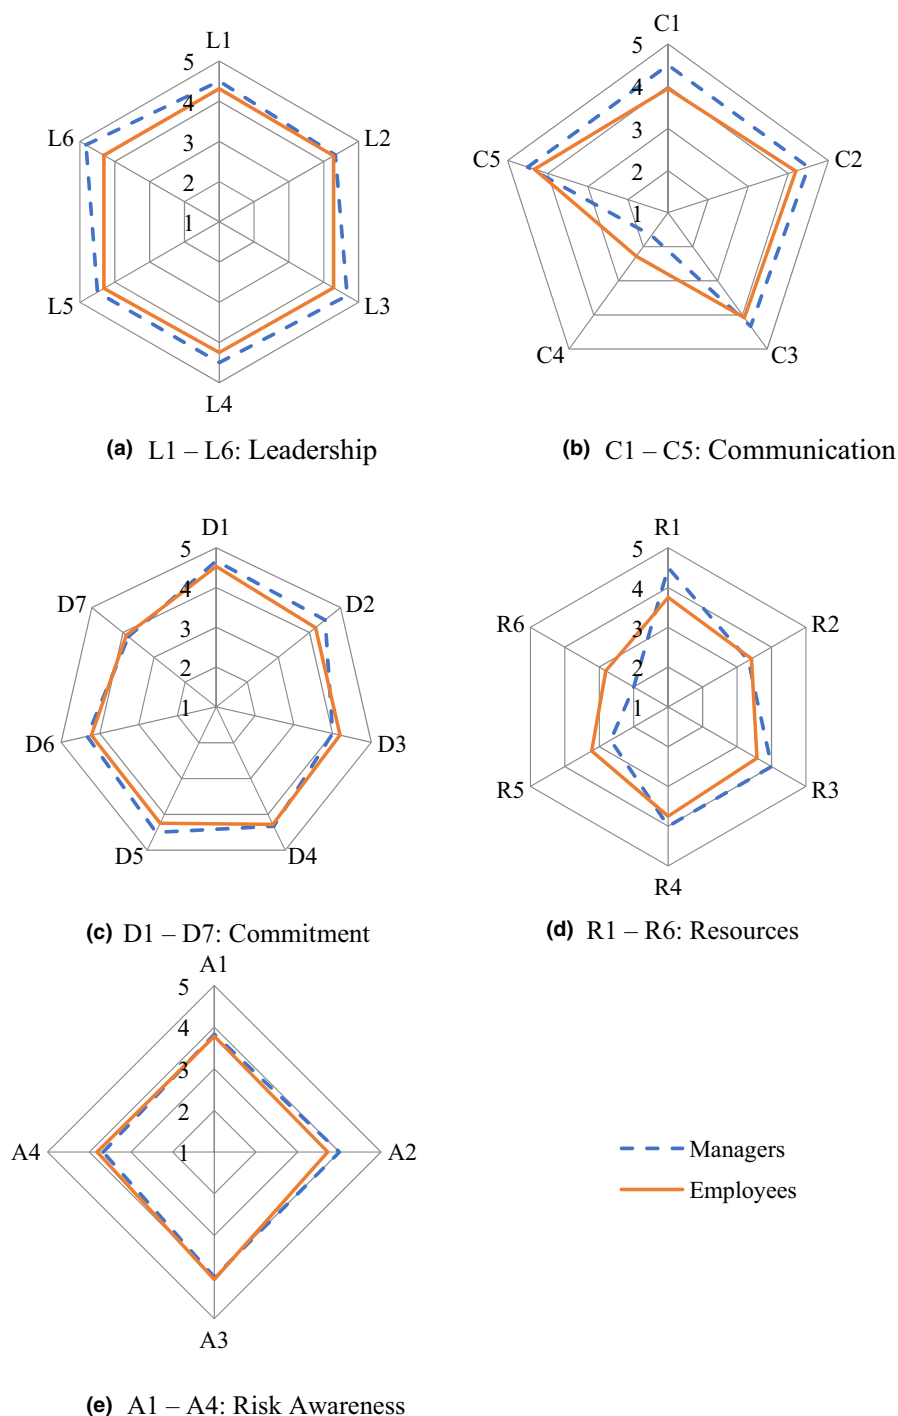 L1
5
4
L6
L2
3
2
1
L5
L3
L4
(a) L1 – L6: Leadership
C1
5
4
3
C5
C2
2
1
C4
C3
(b) C1 – C5: Communication
D1
5
4
D7
D2
3
2
1
D6
D3
D5
D4
(c) D1 – D7: Commitment
R1
5
4
R6
R2
3
2
1
R5
R3
R4
(d) R1 – R6: Resources
A1
5
4
3
2
A4
1
A2
A3
Managers
Employees
(e) A1 – A4: Risk Awareness